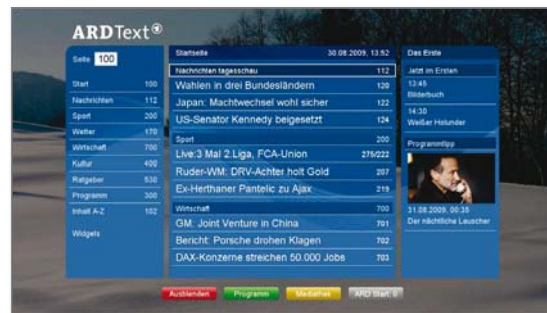 ARD Text
Seite 100
Start 100
Nachrichten 112
Sport 200
Wetter 170
Wirtschaft 700
Kultur 400
Ratgeber 530
Programm 300
Inhalt A-Z 102
Widgets
Startseite 30.08.2009, 13:52
Nachrichten tagesschau 112
Wahlen in drei Bundesländern 120
Japan: Machtwechsel wohl sicher 122
US-Senator Kennedy beigesetzt 124
Sport 200
Live:3 Mal 2.Liga, FCA-Union 275/222
Ruder-WM: DRV-Achter holt Gold 207
Ex-Herthaner Pantelic zu Ajax 219
Wirtschaft 700
GM: Joint Venture in China 701
Bericht: Porsche drohen Klagen 702
DAX-Konzerne streichen 50.000 Jobs 703
Das Erste
Jetzt im Ersten
13:45
Bilderbuch
14:30
Weißer Holunder
Programmtipp
31.08.2009, 00:35
Der nächtliche Lauscher
Ausblenden Programm Mediathek ARD Start: 0